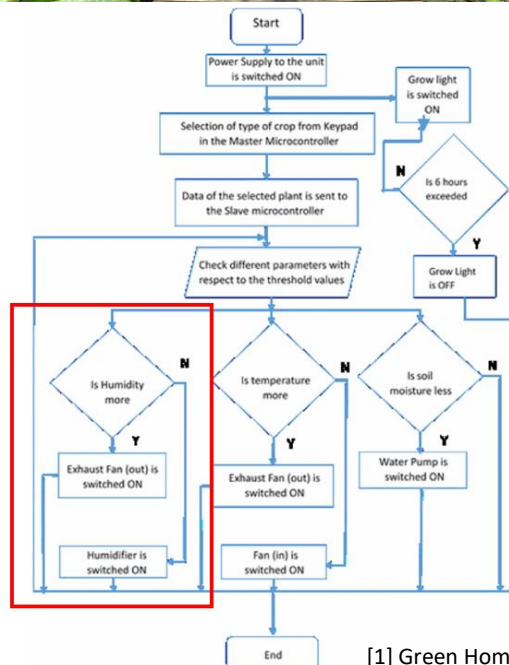 Start
Power Supply to the unit
is switched ON
Grow light
is switched
ON
Selection of type of crop from Keypad
in the Master Microcontroller
N
Is 6 hours
exceeded
Data of the selected plant is sent to
the Slave microcontroller
Y
Check different parameters with
respect to the threshold values
Grow Light
is OFF
Is Humidity
more
N
Y
Exhaust Fan (out) is
switched ON
Humidifier is
switched ON
Is temperature
more
N
Y
Exhaust Fan (out) is
switched ON
Fan (in) is
switched ON
Is soil
moisture less
N
Y
Water Pump is
switched ON
End
[1] Green Hom